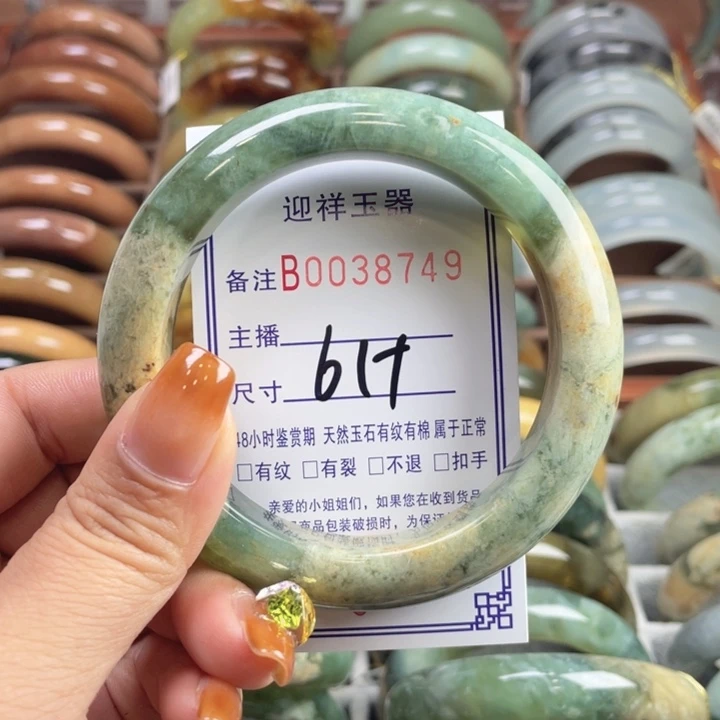 迎祥玉器
备注B0038749
主播
尺寸 61+
48小时鉴赏期 天然玉石有纹有棉 属于正常
□有纹 □有裂 □不退 □扣手
亲爱的小姐姐们，如果您在收到货品
商品包装破损时，为保证